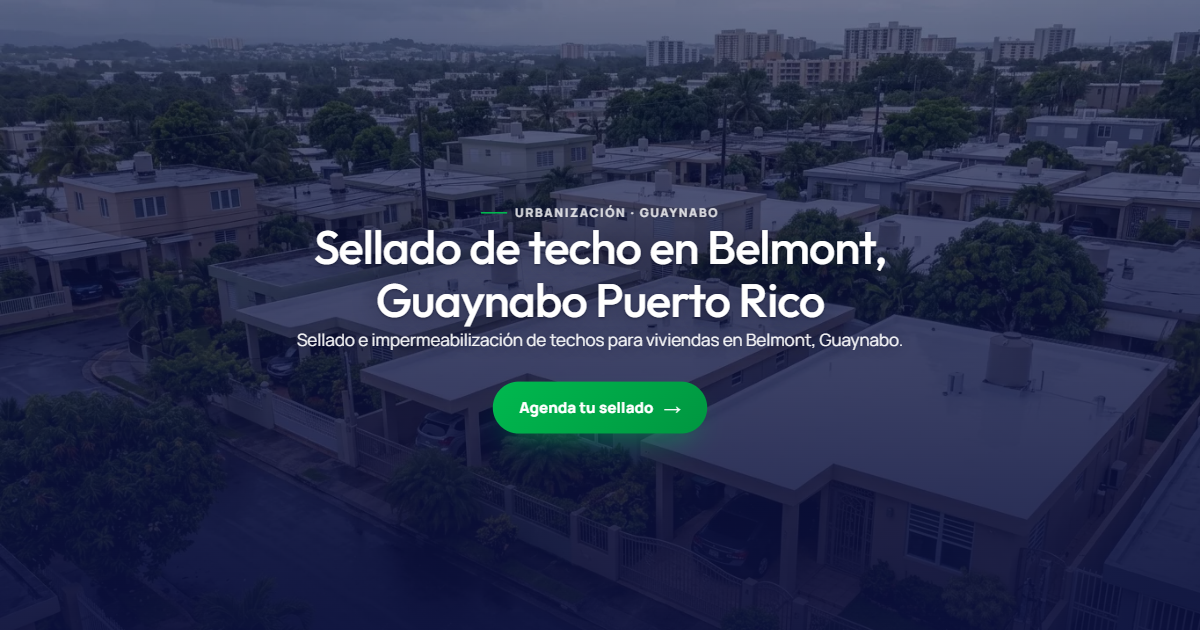 URBANIZACIÓN · GUAYNABO
Sellado de techo en Belmont,
Guaynabo Puerto Rico
Sellado e impermeabilización de techos para viviendas en Belmont, Guaynabo.
Agenda tu sellado →